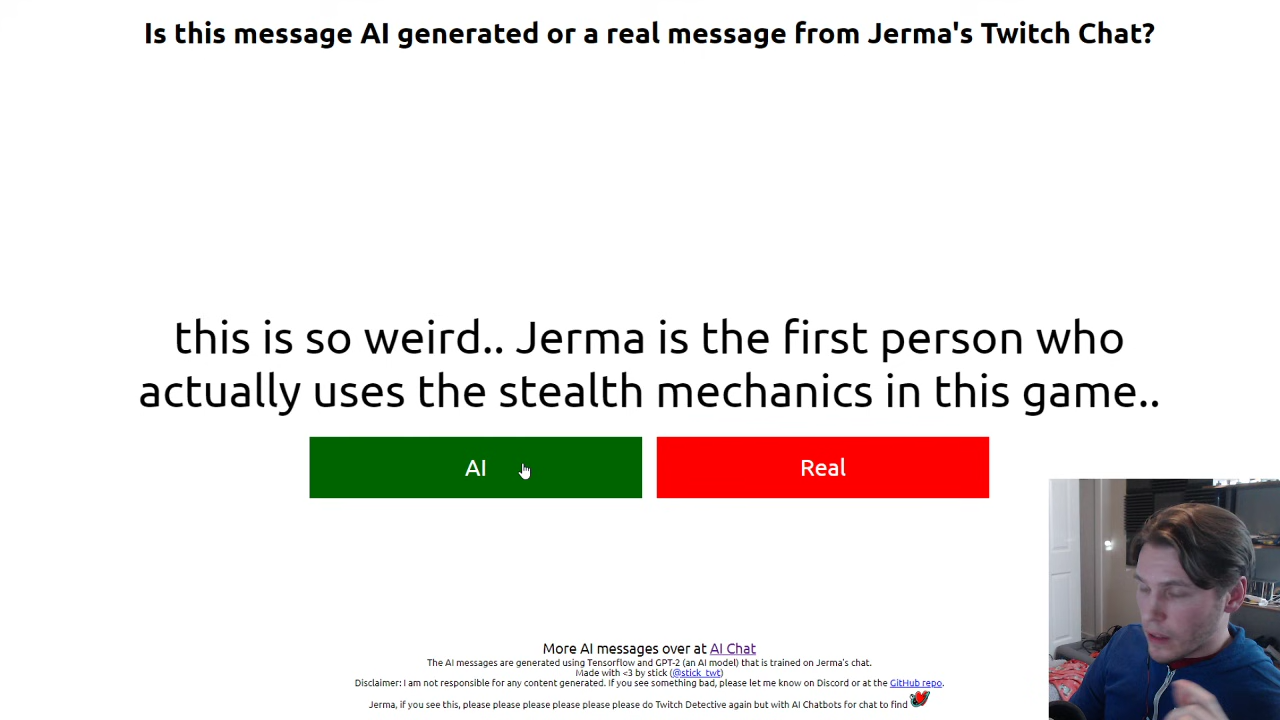 Is this message AI generated or a real message from Jerma's Twitch Chat?
this is so weird.. Jerma is the first person who
actually uses the stealth mechanics in this game..
AI
Real
More AI messages over at AI Chat
The AI messages are generated using Tensorflow and GPT-2 (an AI model) that is trained on Jerma's chat.
Made with <3 by stick (@stick_twt)
Disclaimer: I am not responsible for any content generated. If you see something bad, please let me know on Discord or at the GitHub repo.
Jerma, if you see this, please please please please please please do Twitch Detective again but with AI Chatbots for chat to find